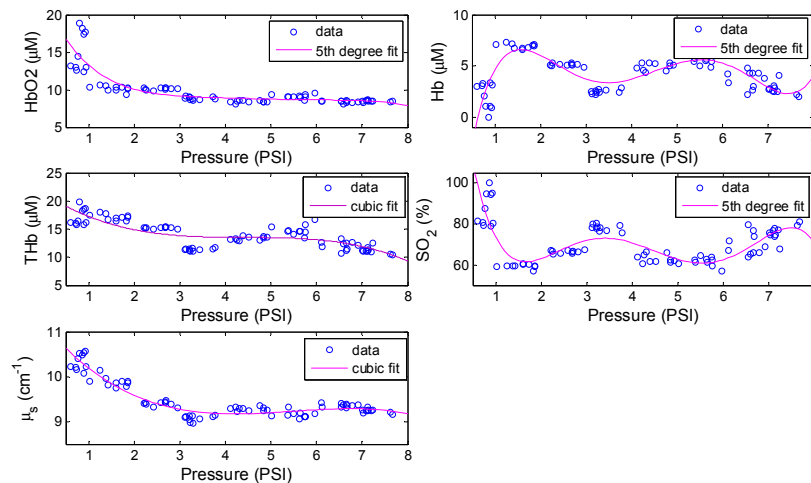 20
15
10
5
HbO2 (µM)
data
5th degree fit
1 2 3 4 5 6 7 8
Pressure (PSI)
10
5
0
Hb (µM)
data
5th degree fit
1 2 3 4 5 6 7
Pressure (PSI)
25
20
15
10
5
THb (µM)
data
cubic fit
1 2 3 4 5 6 7 8
Pressure (PSI)
100
80
60
SO2 (%)
data
5th degree fit
1 2 3 4 5 6 7
Pressure (PSI)
11
10
9
µs (cm-1)
data
cubic fit
1 2 3 4 5 6 7 8
Pressure (PSI)